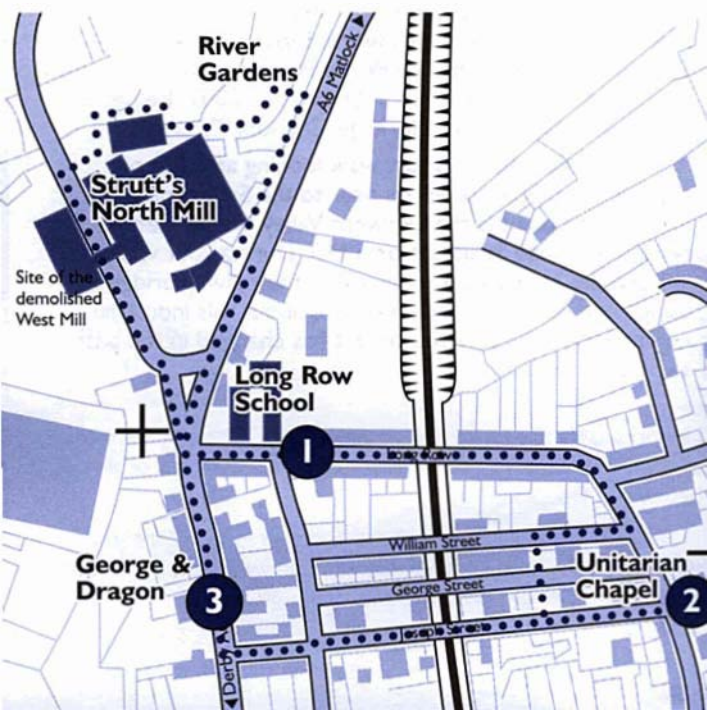 River
Gardens
A6 Matlock
Strutt's
North Mill
Site of the
demolished
West Mill
Long Row
School
1
Long Row
William Street
George &
Dragon
3
George Street
Unitarian
Chapel
2
Joseph Street
Derby A6